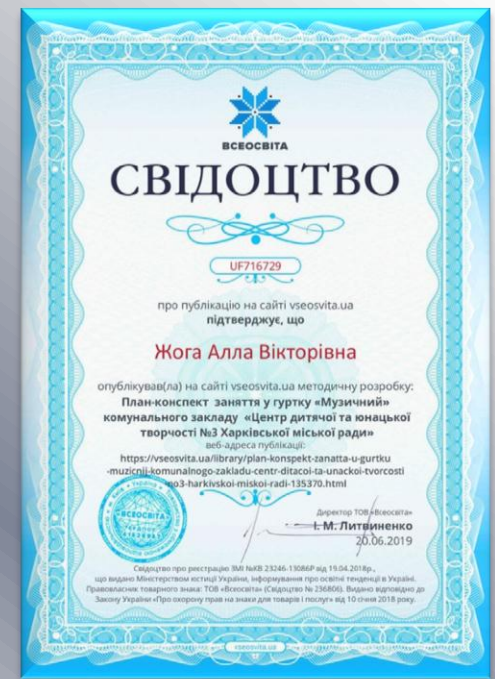 ВСЕОСВІТА
СВІДОЦТВО
UF716729
про публікацію на сайті vseosvita.ua
підтверджує, що
Жога Алла Вікторівна
опублікував(ла) на сайті vseosvita.ua методичну розробку:
План-конспект заняття у гуртку «Музичний»
комунального закладу «Центр дитячої та юнацької
творчості №3 Харківської міської ради»
веб-адреса публікації:
https://vseosvita.ua/library/plan-konspekt-zanatta-u-gurtku
-muzicnij-komunalnogo-zakladu-centr-ditacoi-ta-unackoi-tvorcosti
-no3-harkivskoi-miskoi-radi-135370.html
Директор ТОВ «Всеосвіта»
І. М. Литвиненко
20.06.2019
ВСЕОСВІТА
Свідоцтво про реєстрацію ЗМІ №КВ 23246-13086Р від 19.04.2018р.,
що видано Міністерством юстиції України, інформування про освітні тенденції в Україні.
Правовласник товарного знака: ТОВ «Всеосвіта» (Свідоцтво № 236806). Видано відповідно до
Закону України «Про охорону прав на знаки для товарів і послуг» від 10 січня 2018 року.
vseosvita.ua